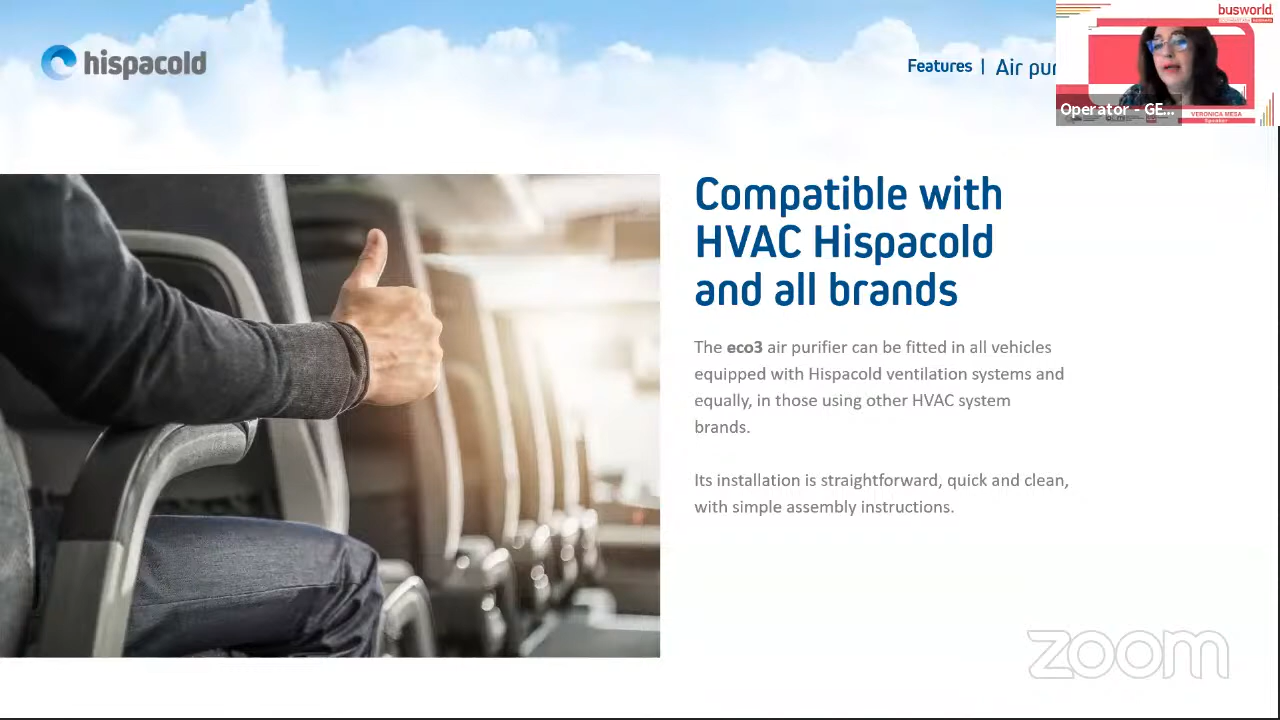 hispacold
Features | Air pur
busworld.
Operator - GE...
VERONICA MESA
Speaker
Compatible with
HVAC Hispacold
and all brands
The eco3 air purifier can be fitted in all vehicles
equipped with Hispacold ventilation systems and
equally, in those using other HVAC system
brands.
Its installation is straightforward, quick and clean,
with simple assembly instructions.
zoom